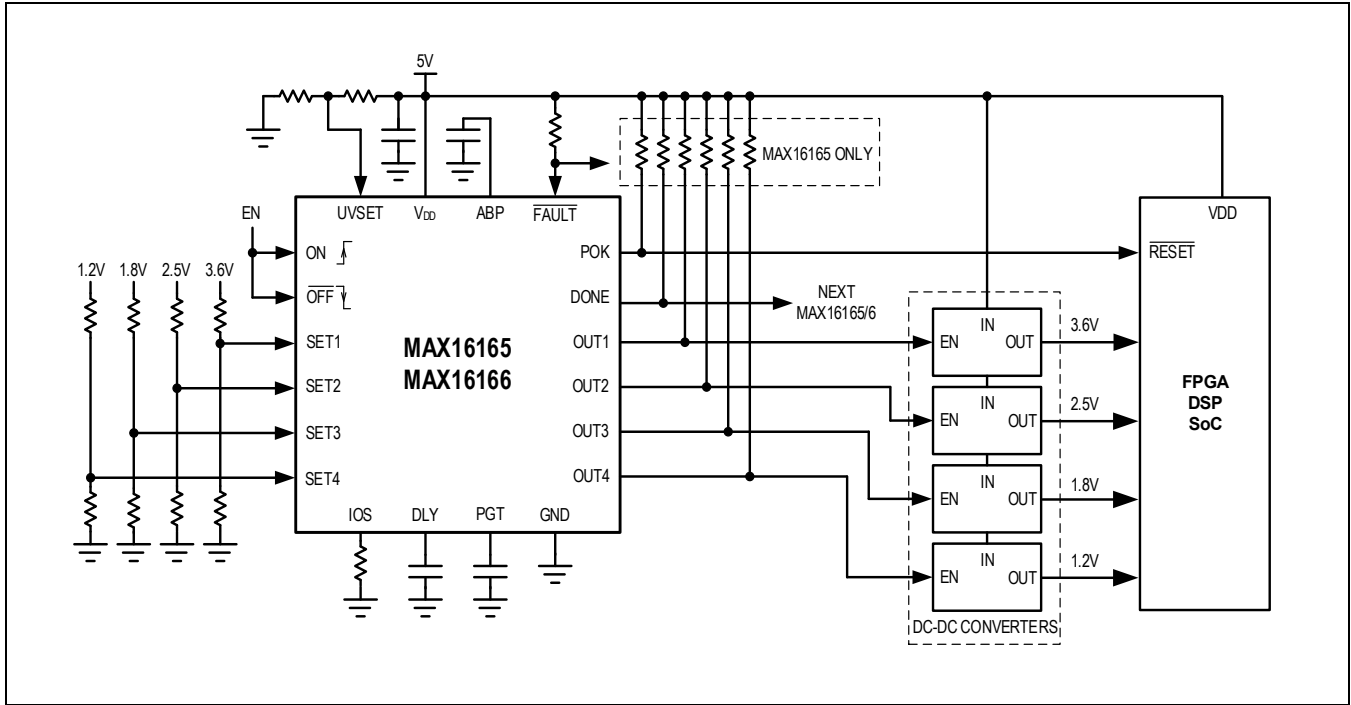 5V
MAX16165 ONLY
EN
UVSET
VDD
ABP
FAULT
VDD
1.2V 1.8V 2.5V 3.6V
ON
OFF
SET1
SET2
SET3
SET4
MAX16165
MAX16166
POK
DONE
OUT1
OUT2
OUT3
OUT4
IOS
DLY
PGT
GND
NEXT
MAX16165/6
IN
EN
OUT
3.6V
IN
EN
OUT
2.5V
IN
EN
OUT
1.8V
IN
EN
OUT
1.2V
DC-DC CONVERTERS
RESET
FPGA
DSP
SoC